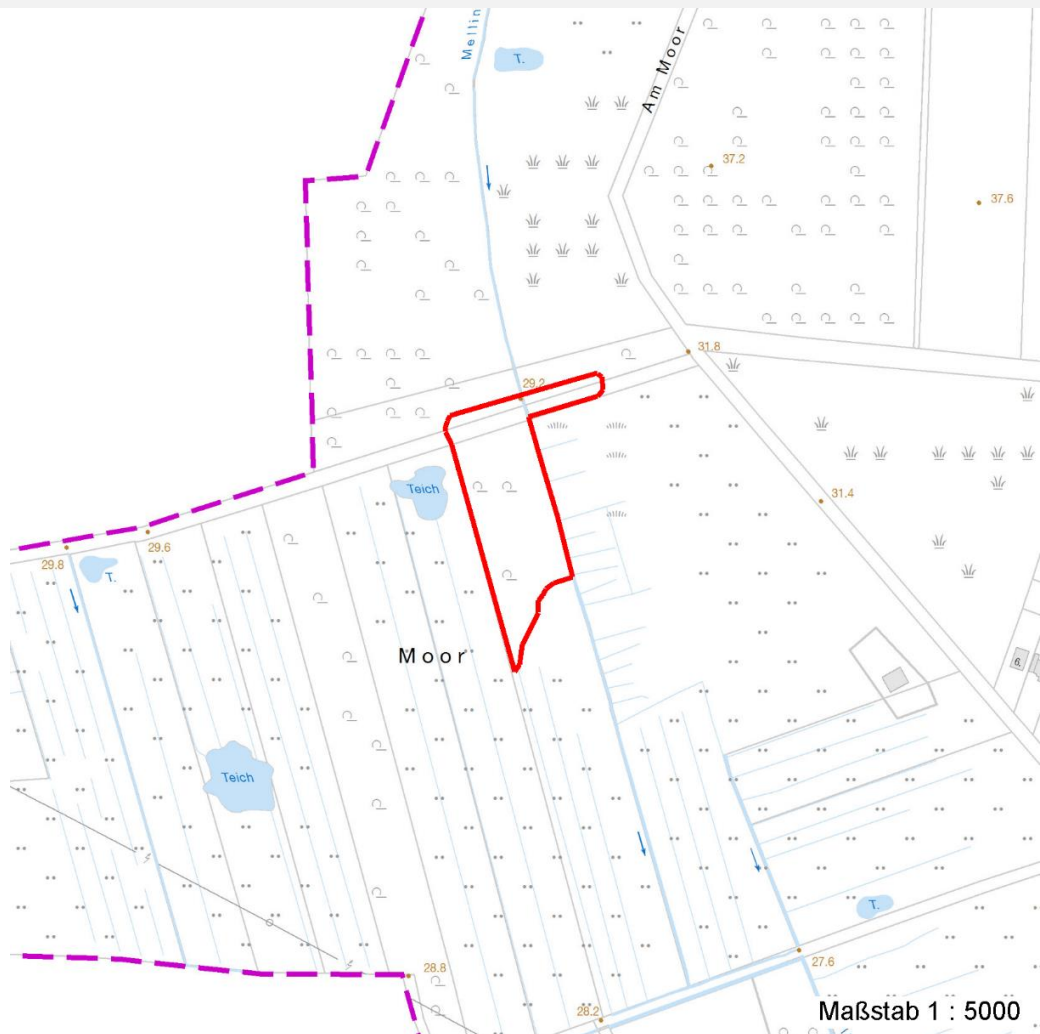 Mellin
T.
Am Moor
37.2
37.6
31.8
29.2
Teich
31.4
29.6
29.8
T.
Moor
6.
Teich
T.
28.8
27.6
28.2
Maßstab 1 : 5000